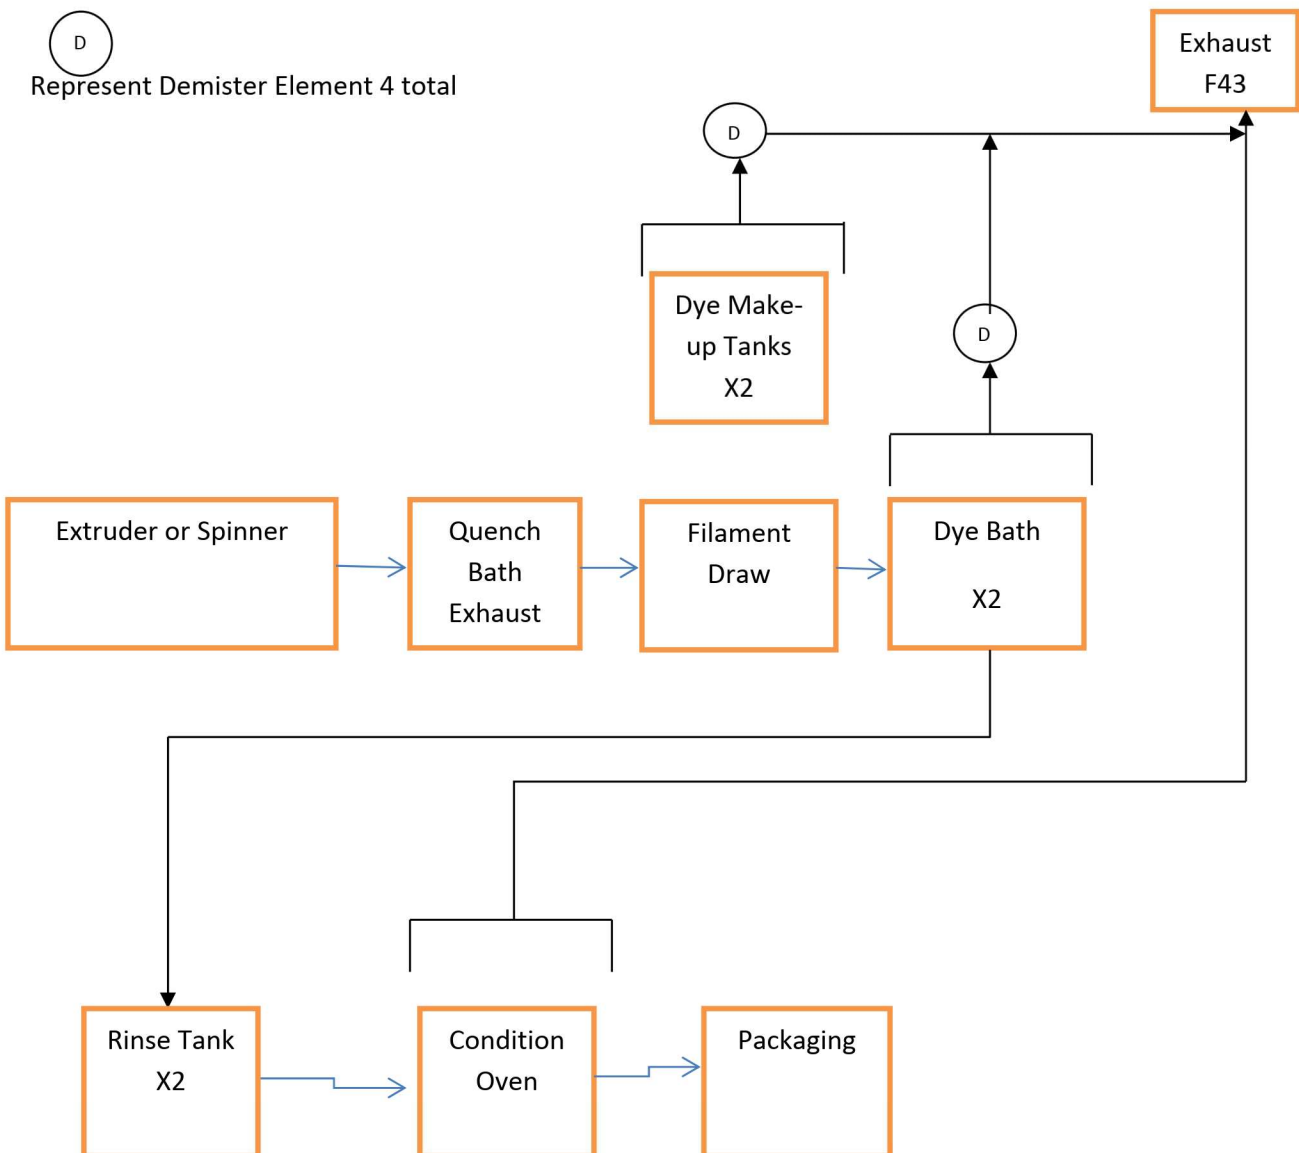 D
Represent Demister Element 4 total
Exhaust
F43
D
Dye Make-
up Tanks
X2
D
Extruder or Spinner
Quench
Bath
Exhaust
Filament
Draw
Dye Bath
X2
Rinse Tank
X2
Condition
Oven
Packaging